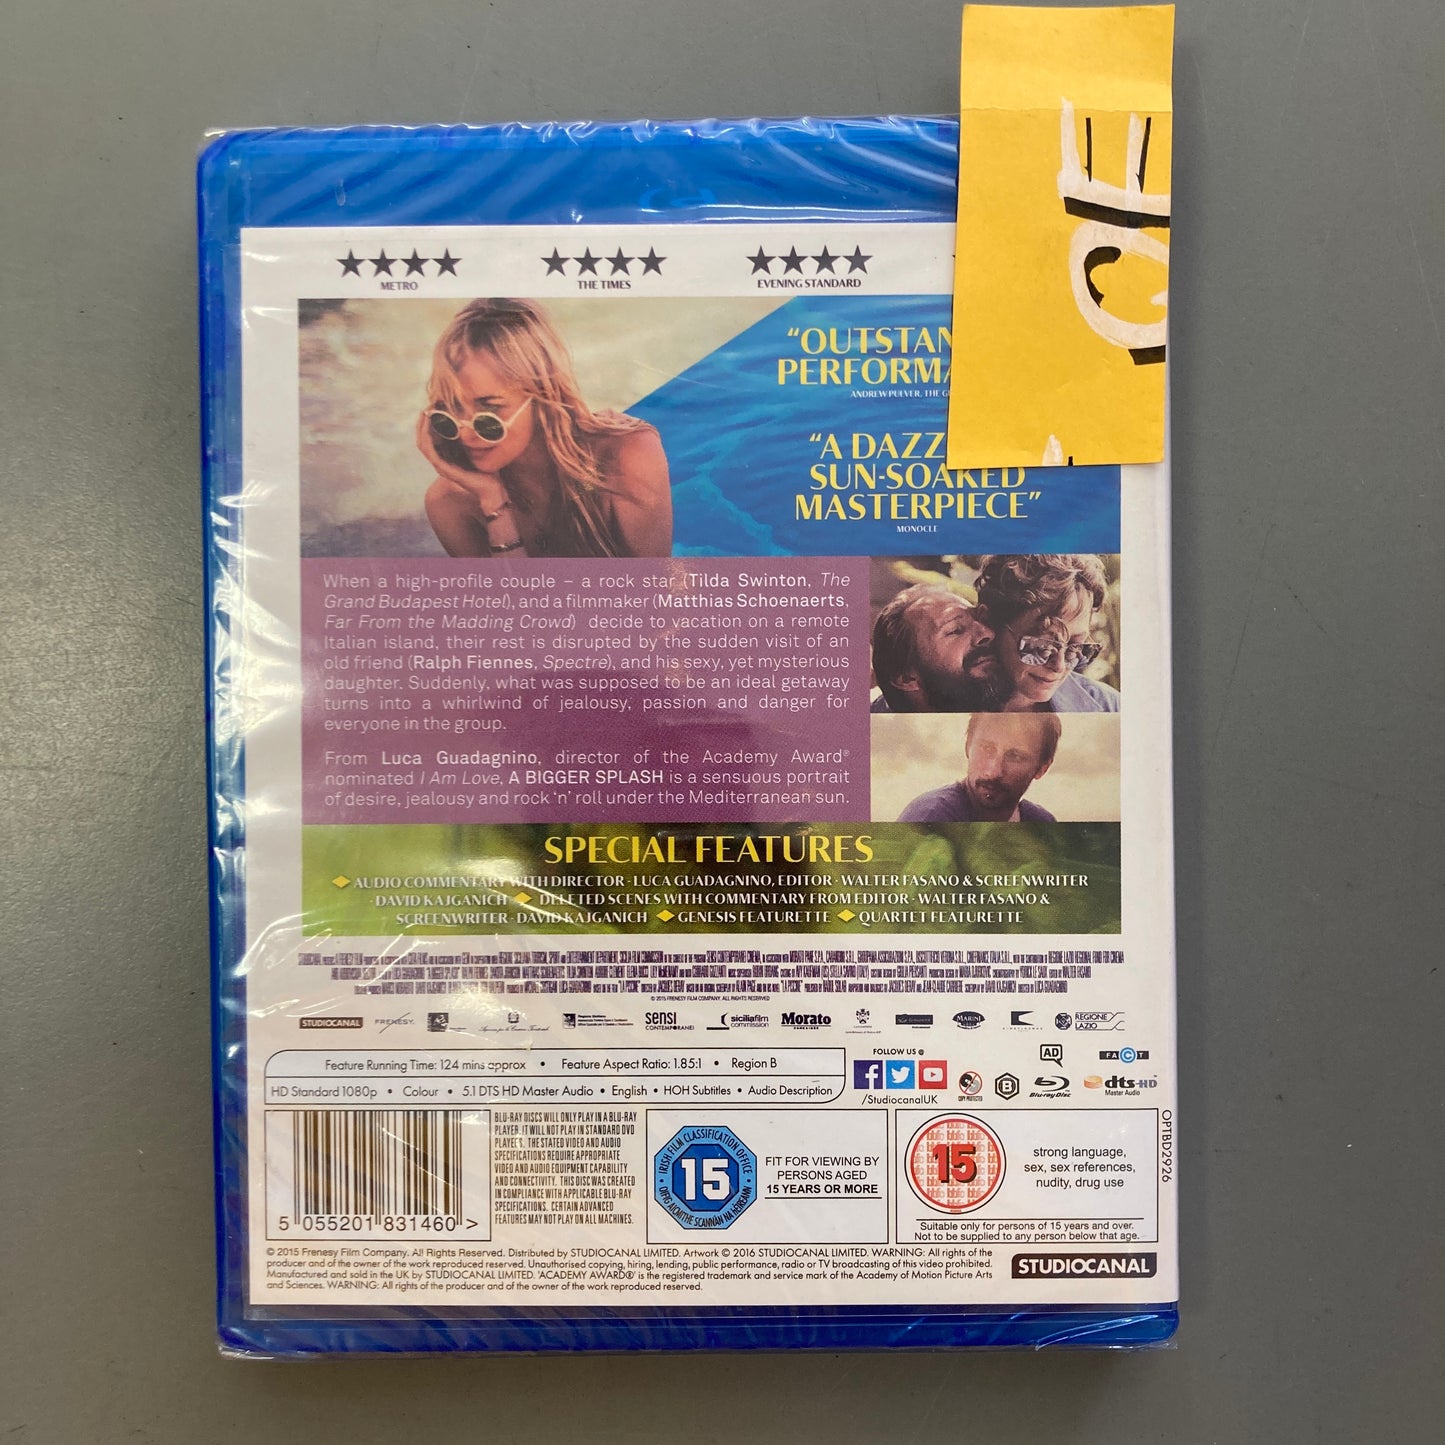 OE
METRO
THE TIMES
EVENING STANDARD
“OUTSTAN
PERFORMA
ANDREW PULVER, THE G
“A DAZZ
SUN-SOAKED
MASTERPIECE”
MONOCLE
When a high-profile couple – a rock star (Tilda Swinton, The
Grand Budapest Hotel), and a filmmaker (Matthias Schoenaerts,
Far From the Madding Crowd) decide to vacation on a remote
Italian island, their rest is disrupted by the sudden visit of an
old friend (Ralph Fiennes, Spectre), and his sexy, yet mysterious
daughter. Suddenly, what was supposed to be an ideal getaway
turns into a whirlwind of jealousy, passion and danger for
everyone in the group.
From Luca Guadagnino, director of the Academy Award®
nominated I Am Love, A BIGGER SPLASH is a sensuous portrait
of desire, jealousy and rock ‘n’ roll under the Mediterranean sun.
SPECIAL FEATURES
AUDIO COMMENTARY WITH DIRECTOR - LUCA GUADAGNINO, EDITOR - WALTER FASANO & SCREENWRITER
- DAVID KAJGANICH DELETED SCENES WITH COMMENTARY FROM EDITOR - WALTER FASANO &
SCREENWRITER - DAVID KAJGANICH GENESIS FEATURETTE QUARTET FEATURETTE
© 2015 FRENESY FILM COMPANY. ALL RIGHTS RESERVED
STUDIOCANAL FRENESY. SENSI CONTEMPORANEI siciliafilm commission Morato MARINI REGIONE LAZIO
Feature Running Time: 124 mins approx • Feature Aspect Ratio: 1.85:1 • Region B
HD Standard 1080p • Colour • 5.1 DTS HD Master Audio • English • HOH Subtitles • Audio Description
FOLLOW US @
/StudiocanalUK
COPY PROTECTED
B
AD
Blu-ray Disc
FACT
dts-HD
Master Audio
OPTBD2926
5 055201 831460 >
BLU-RAY DISCS WILL ONLY PLAY IN A BLU-RAY
PLAYER. IT WILL NOT PLAY IN STANDARD DVD
PLAYERS. THE STATED VIDEO AND AUDIO
SPECIFICATIONS REQUIRE APPROPRIATE
VIDEO AND AUDIO EQUIPMENT CAPABILITY
AND CONNECTIVITY. THIS DISC WAS CREATED
IN COMPLIANCE WITH APPLICABLE BLU-RAY
SPECIFICATIONS. CERTAIN ADVANCED
FEATURES MAY NOT PLAY ON ALL MACHINES.
IRISH FILM CLASSIFICATION OFFICE
15
OIFIG AICMITHE SCANNÁN NA HÉIREANN
FIT FOR VIEWING BY
PERSONS AGED
15 YEARS OR MORE
15
strong language,
sex, sex references,
nudity, drug use
Suitable only for persons of 15 years and over.
Not to be supplied to any person below that age.
© 2015 Frenesy Film Company. All Rights Reserved. Distributed by STUDIOCANAL LIMITED. Artwork © 2016 STUDIOCANAL LIMITED. WARNING: All rights of the
producer and of the owner of the work reproduced reserved. Unauthorised copying, hiring, lending, public performance, radio or TV broadcasting of this video prohibited.
Manufactured and sold in the UK by STUDIOCANAL LIMITED. 'ACADEMY AWARD®' is the registered trademark and service mark of the Academy of Motion Picture Arts
and Sciences. WARNING: All rights of the producer and of the owner of the work reproduced reserved.
STUDIOCANAL